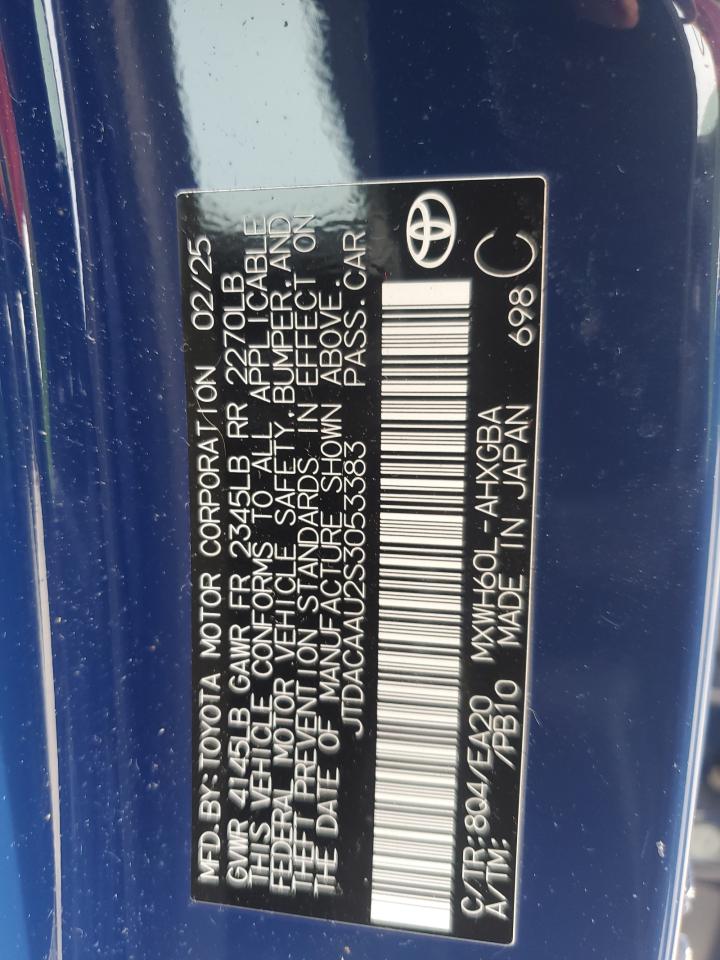 MFD.BY:TOYOTA MOTOR CORPORATION 02/25
GVWR 4145LB GAWR FR 2345LB RR 2270LB
THIS VEHICLE CONFORMS TO ALL APPLICABLE
FEDERAL MOTOR VEHICLE SAFETY,BUMPER,AND
THEFT PREVENTION STANDARDS IN EFFECT ON
THE DATE OF MANUFACTURE SHOWN ABOVE.
JTDACAAU2S3053383 PASS.CAR
C/TR:8Q4/EA20 MXWH60L-AHXGBA
A/TM: /PB10 MADE IN JAPAN 698 C